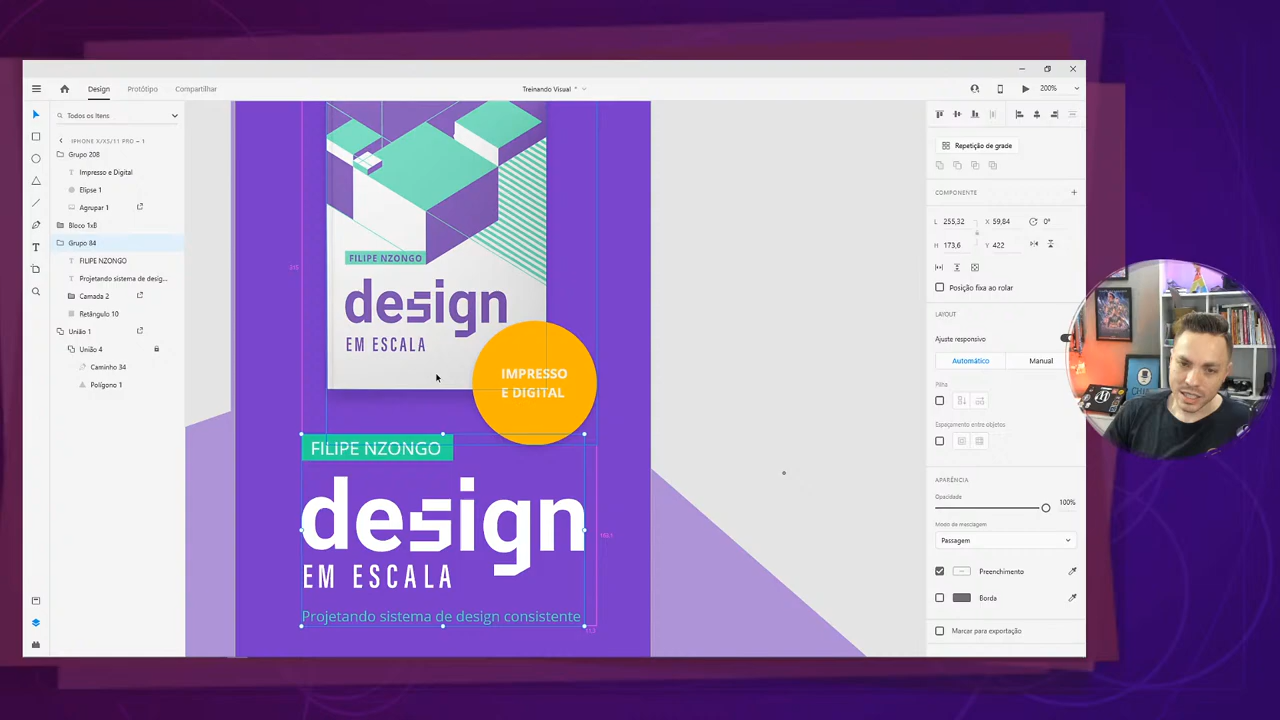 Design
Protótipo
Compartilhar
Treinando Visual *
200%
Todos os Itens
IPHONE X/XS/11 PRO – 1
Grupo 208
Impresso e Digital
Elipse 1
Agrupar 1
Bloco 1x8
Grupo 84
FILIPE NZONGO
Projetando sistema de desig...
Camada 2
Retângulo 10
União 1
União 4
Caminho 34
Polígono 1
FILIPE NZONGO
design
EM ESCALA
IMPRESSO
E DIGITAL
FILIPE NZONGO
design
EM ESCALA
Projetando sistema de design consistente
Repetição de grade
COMPONENTE
L 255,32 X 59,84 0°
H 173,6 Y 422
Posição fixa ao rolar
LAYOUT
Ajuste responsivo
Automático Manual
Pilha
Espaçamento entre objetos
APARÊNCIA
Opacidade
100%
Modo de mesclagem
Passagem
Preenchimento
Borda
Marcar para exportação